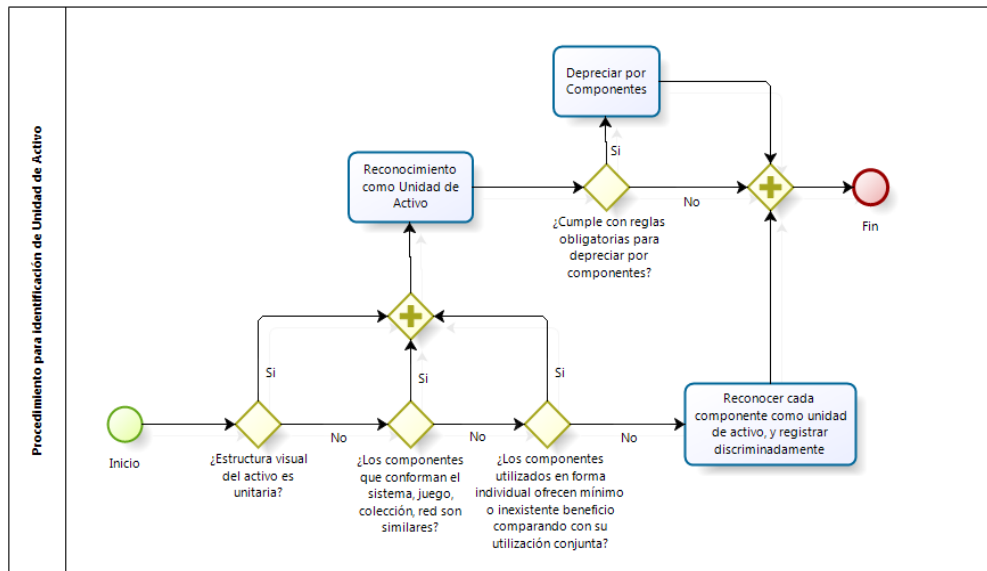 Procedimiento para identificación de Unidad de Activo
Depreciar por
Componentes
Si
Reconocimiento
como Unidad de
Activo
No
¿Cumple con reglas
obligatorias para
depreciar por
componentes?
Fin
Si
Si
Si
Inicio
No
No
No
¿Estructura visual
del activo es
unitaria?
¿Los componentes
que conforman el
sistema, juego,
colección, red son
similares?
¿Los componentes
utilizados en forma
individual ofrecen mínimo
o inexistente beneficio
comparando con su
utilización conjunta?
Reconocer cada
componente como unidad
de activo, y registrar
discriminadamente